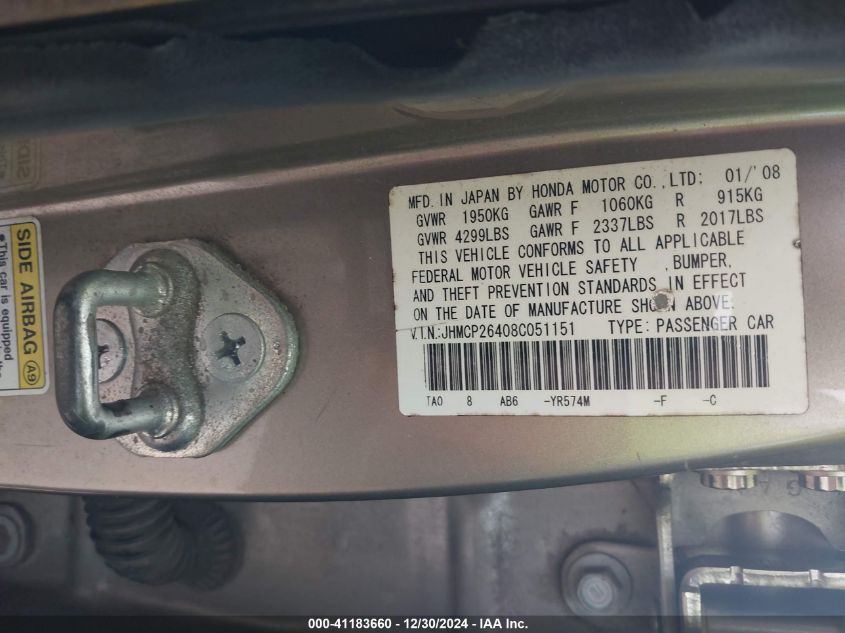 MFD. IN JAPAN BY HONDA MOTOR CO., LTD; 01/'08
GVWR 1950KG GAWR F 1060KG R 915KG
GVWR 4299LBS GAWR F 2337LBS R 2017LBS
THIS VEHICLE CONFORMS TO ALL APPLICABLE
FEDERAL MOTOR VEHICLE SAFETY , BUMPER,
AND THEFT PREVENTION STANDARDS IN EFFECT
ON THE DATE OF MANUFACTURE SHOWN ABOVE.
V.I.N.:JHMCP26408C051151 TYPE: PASSENGER CAR
TA0 8 AB6 -YR574M -F -C
SIDE AIRBAG A9
•This car is equipped
000-41183660 - 12/30/2024 - IAA Inc.